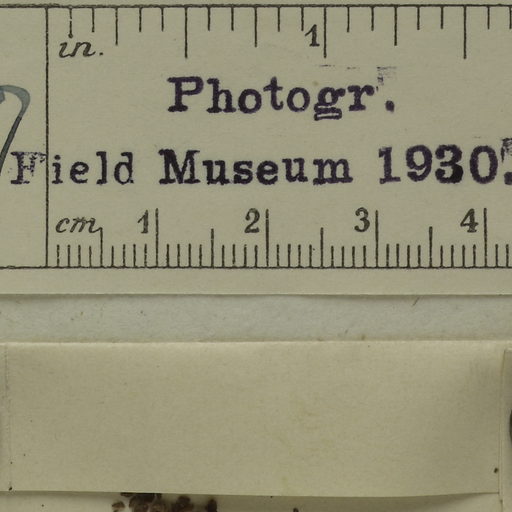 in. 1
Photogr.
Field Museum 1930.
cm. 1 2 3 4